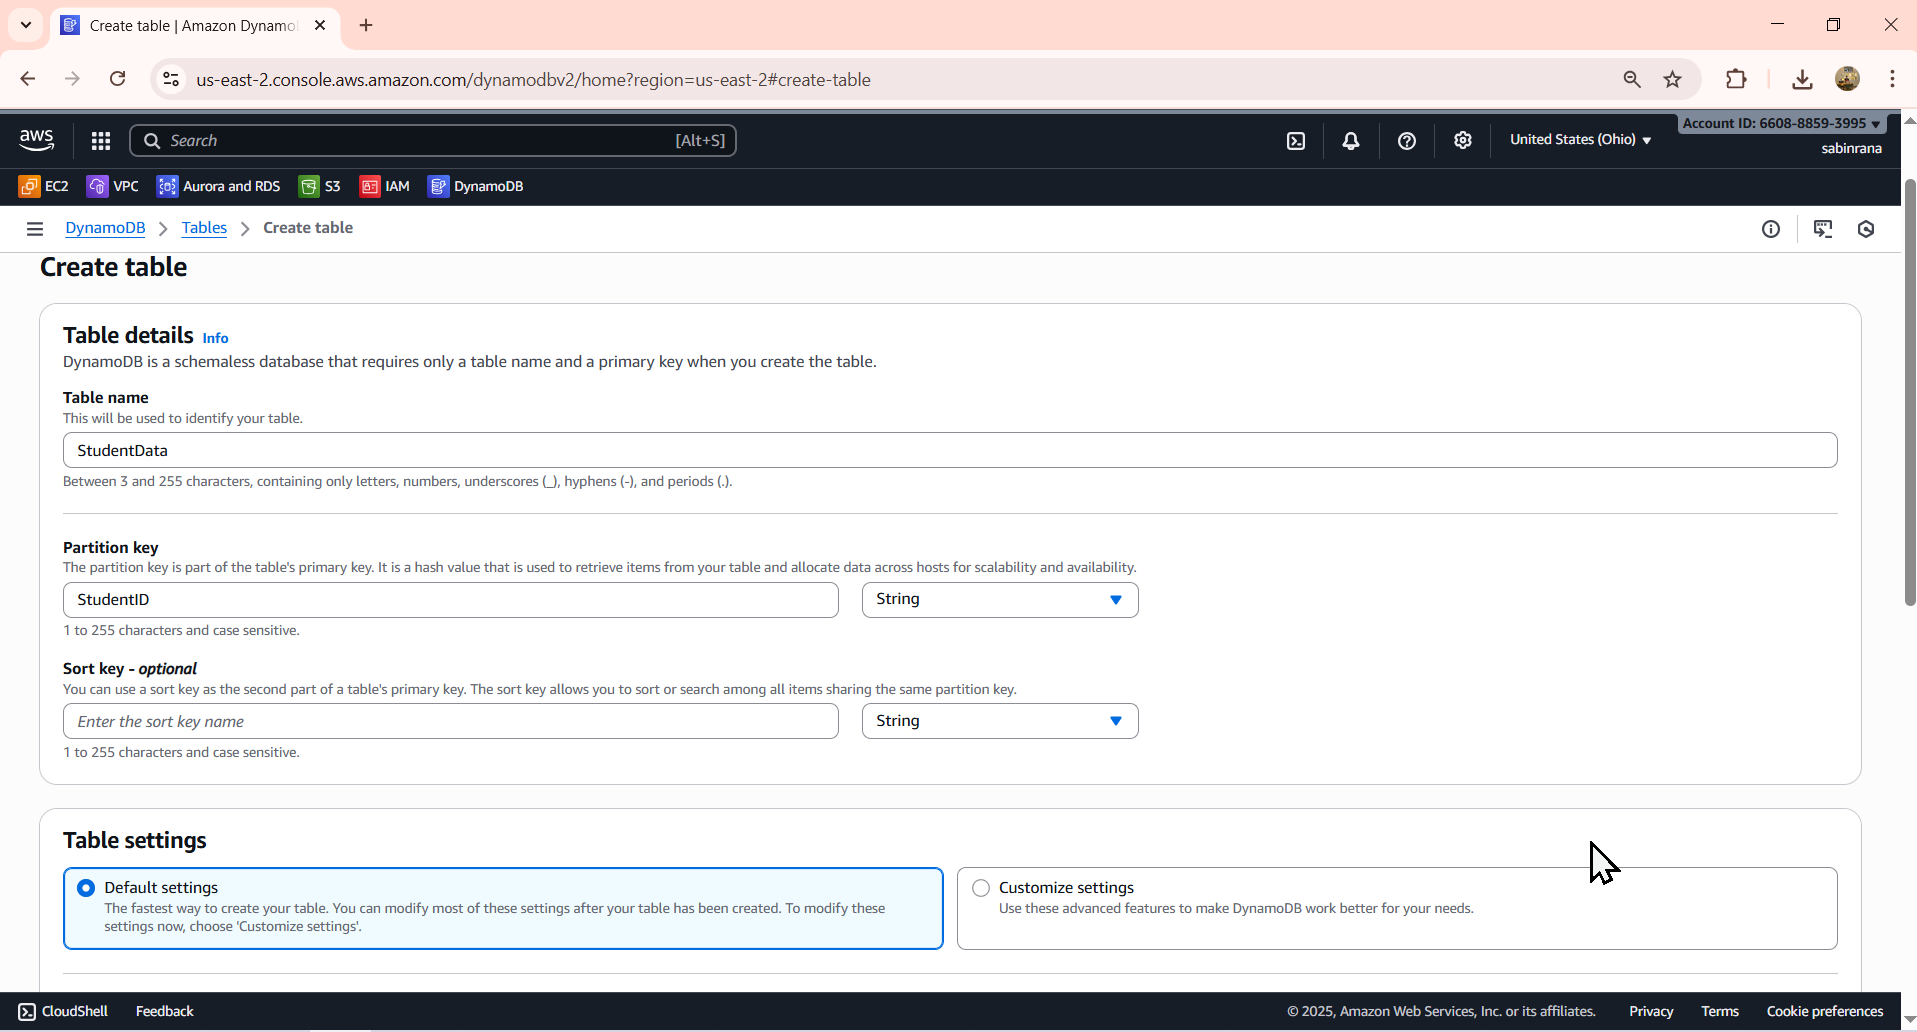 Create table | Amazon Dynamo
us-east-2.console.aws.amazon.com/dynamodbv2/home?region=us-east-2#create-table
aws
Search
[Alt+S]
United States (Ohio)
Account ID: 6608-8859-3995
sabinrana
EC2
VPC
Aurora and RDS
S3
IAM
DynamoDB
DynamoDB
Tables
Create table
Create table
Table details Info
DynamoDB is a schemaless database that requires only a table name and a primary key when you create the table.
Table name
This will be used to identify your table.
StudentData
Between 3 and 255 characters, containing only letters, numbers, underscores (_), hyphens (-), and periods (.).
Partition key
The partition key is part of the table's primary key. It is a hash value that is used to retrieve items from your table and allocate data across hosts for scalability and availability.
StudentID
String
1 to 255 characters and case sensitive.
Sort key - optional
You can use a sort key as the second part of a table's primary key. The sort key allows you to sort or search among all items sharing the same partition key.
Enter the sort key name
String
1 to 255 characters and case sensitive.
Table settings
Default settings
The fastest way to create your table. You can modify most of these settings after your table has been created. To modify these
settings now, choose 'Customize settings'.
Customize settings
Use these advanced features to make DynamoDB work better for your needs.
CloudShell
Feedback
© 2025, Amazon Web Services, Inc. or its affiliates.
Privacy
Terms
Cookie preferences